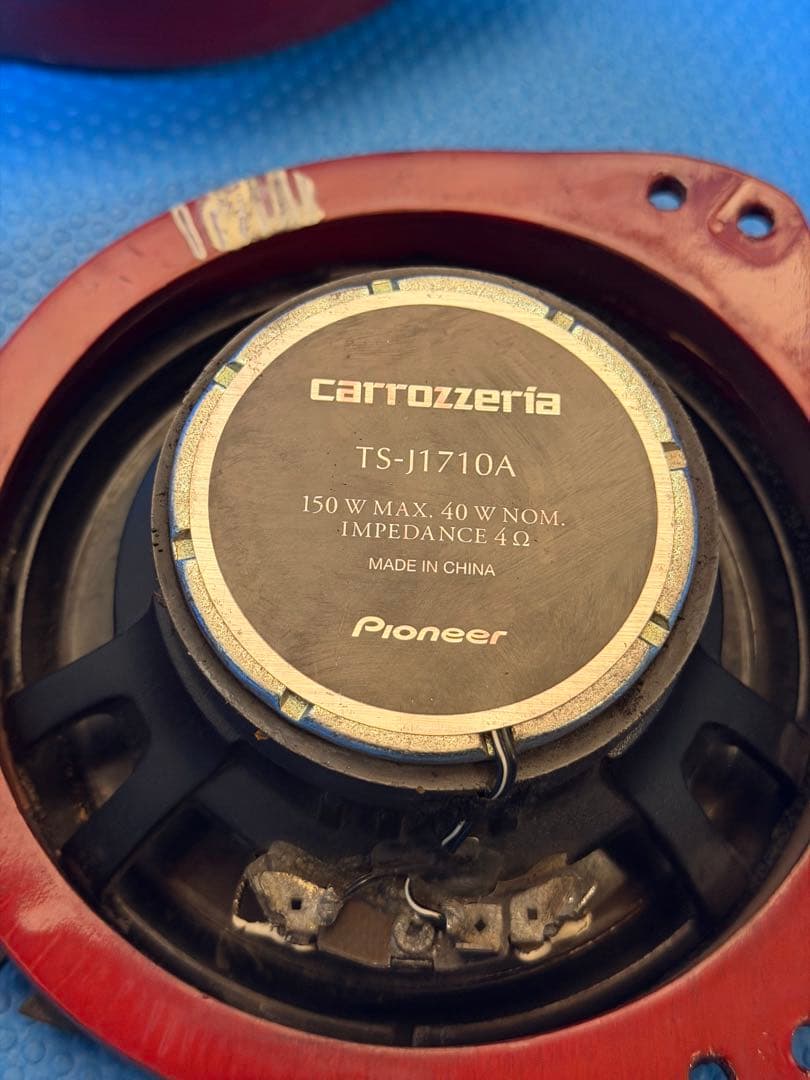 carrozzeria
TS-J1710A
150 W MAX. 40 W NOM.
IMPEDANCE 4 Ω
MADE IN CHINA
Pioneer